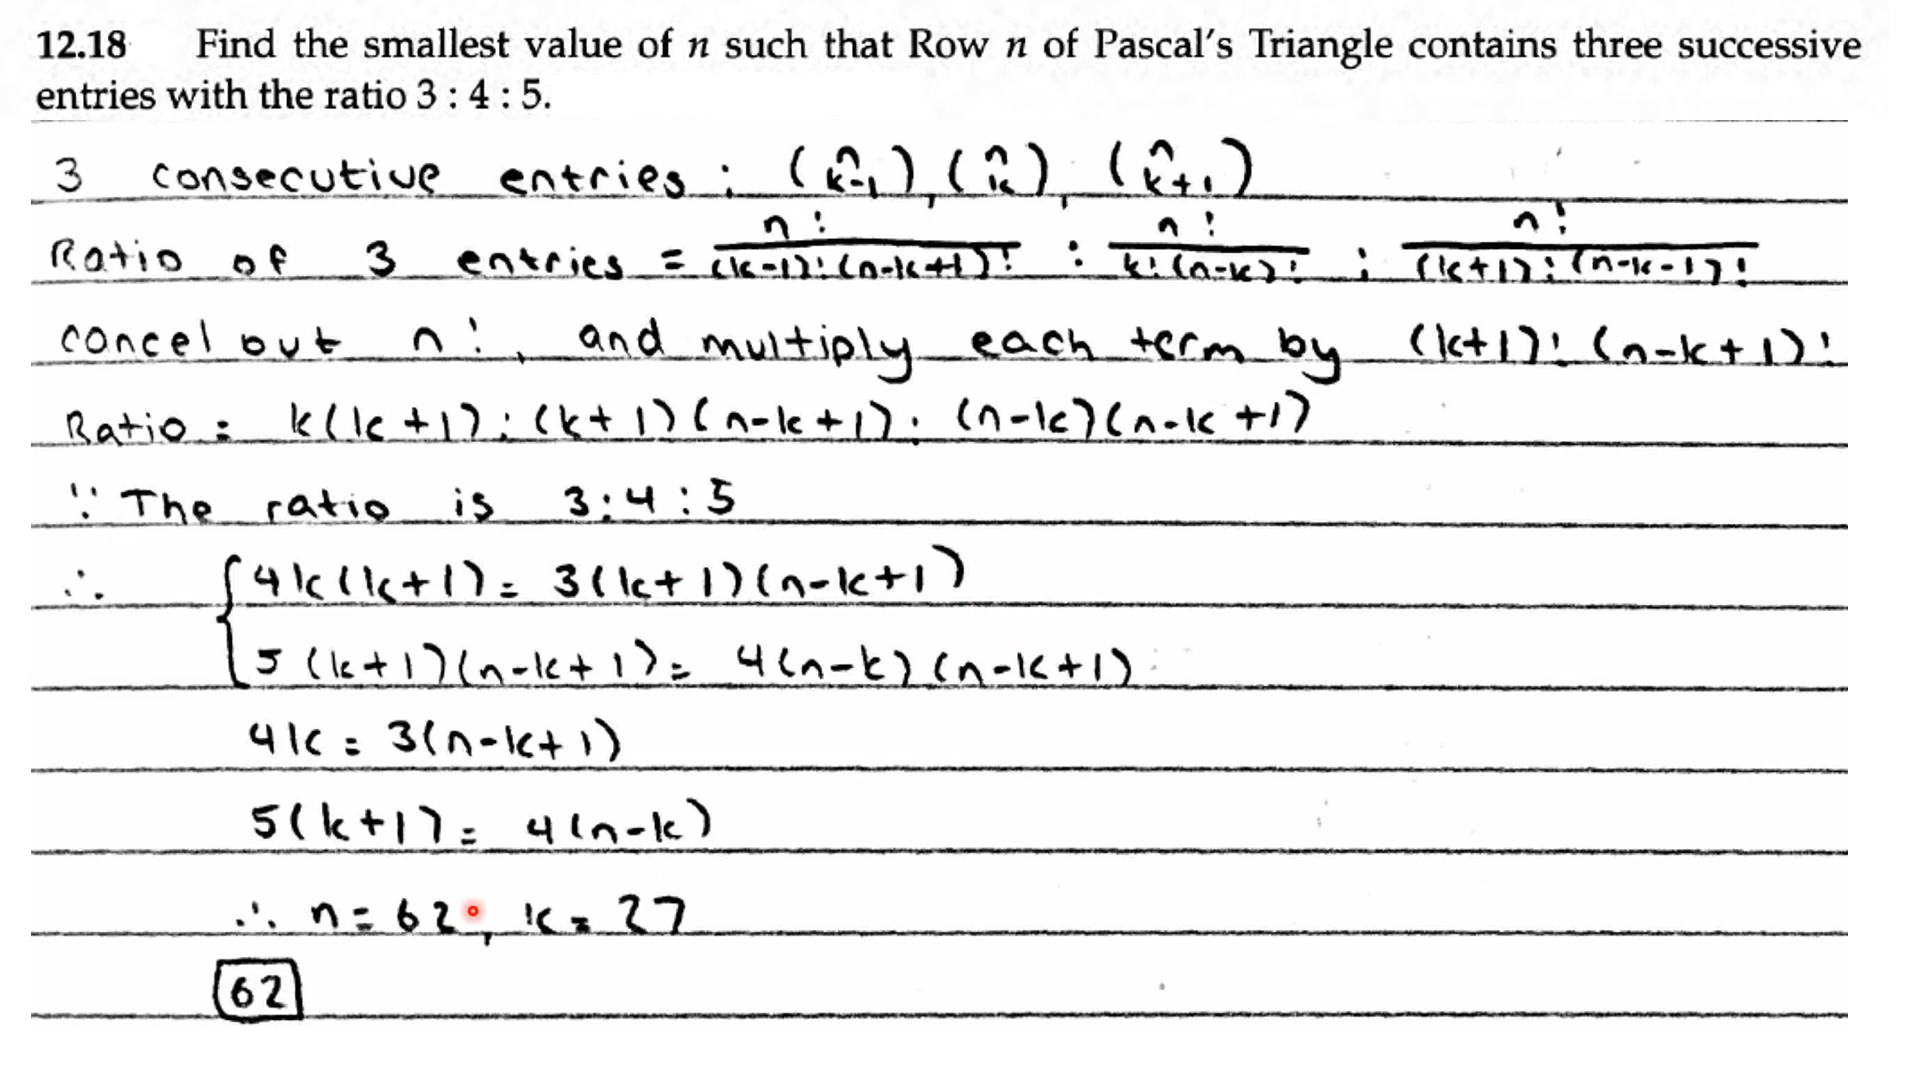 12.18 Find the smallest value of n such that Row n of Pascal's Triangle contains three successive
entries with the ratio 3 : 4 : 5.
3 consecutive entries : (n k-1), (n k), (n k+1)
Ratio of 3 entries = n!/((k-1)!(n-k+1)!) : n!/(k!(n-k)!) : n!/((k+1)!(n-k-1)!)
cancel out n!, and multiply each term by (k+1)!(n-k+1)!
Ratio = k(k+1):(k+1)(n-k+1):(n-k)(n-k+1)
∵ The ratio is 3:4:5
∴ { 4k(k+1) = 3(k+1)(n-k+1)
5(k+1)(n-k+1) = 4(n-k)(n-k+1)
4k = 3(n-k+1)
5(k+1) = 4(n-k)
∴ n = 62, k = 27
62